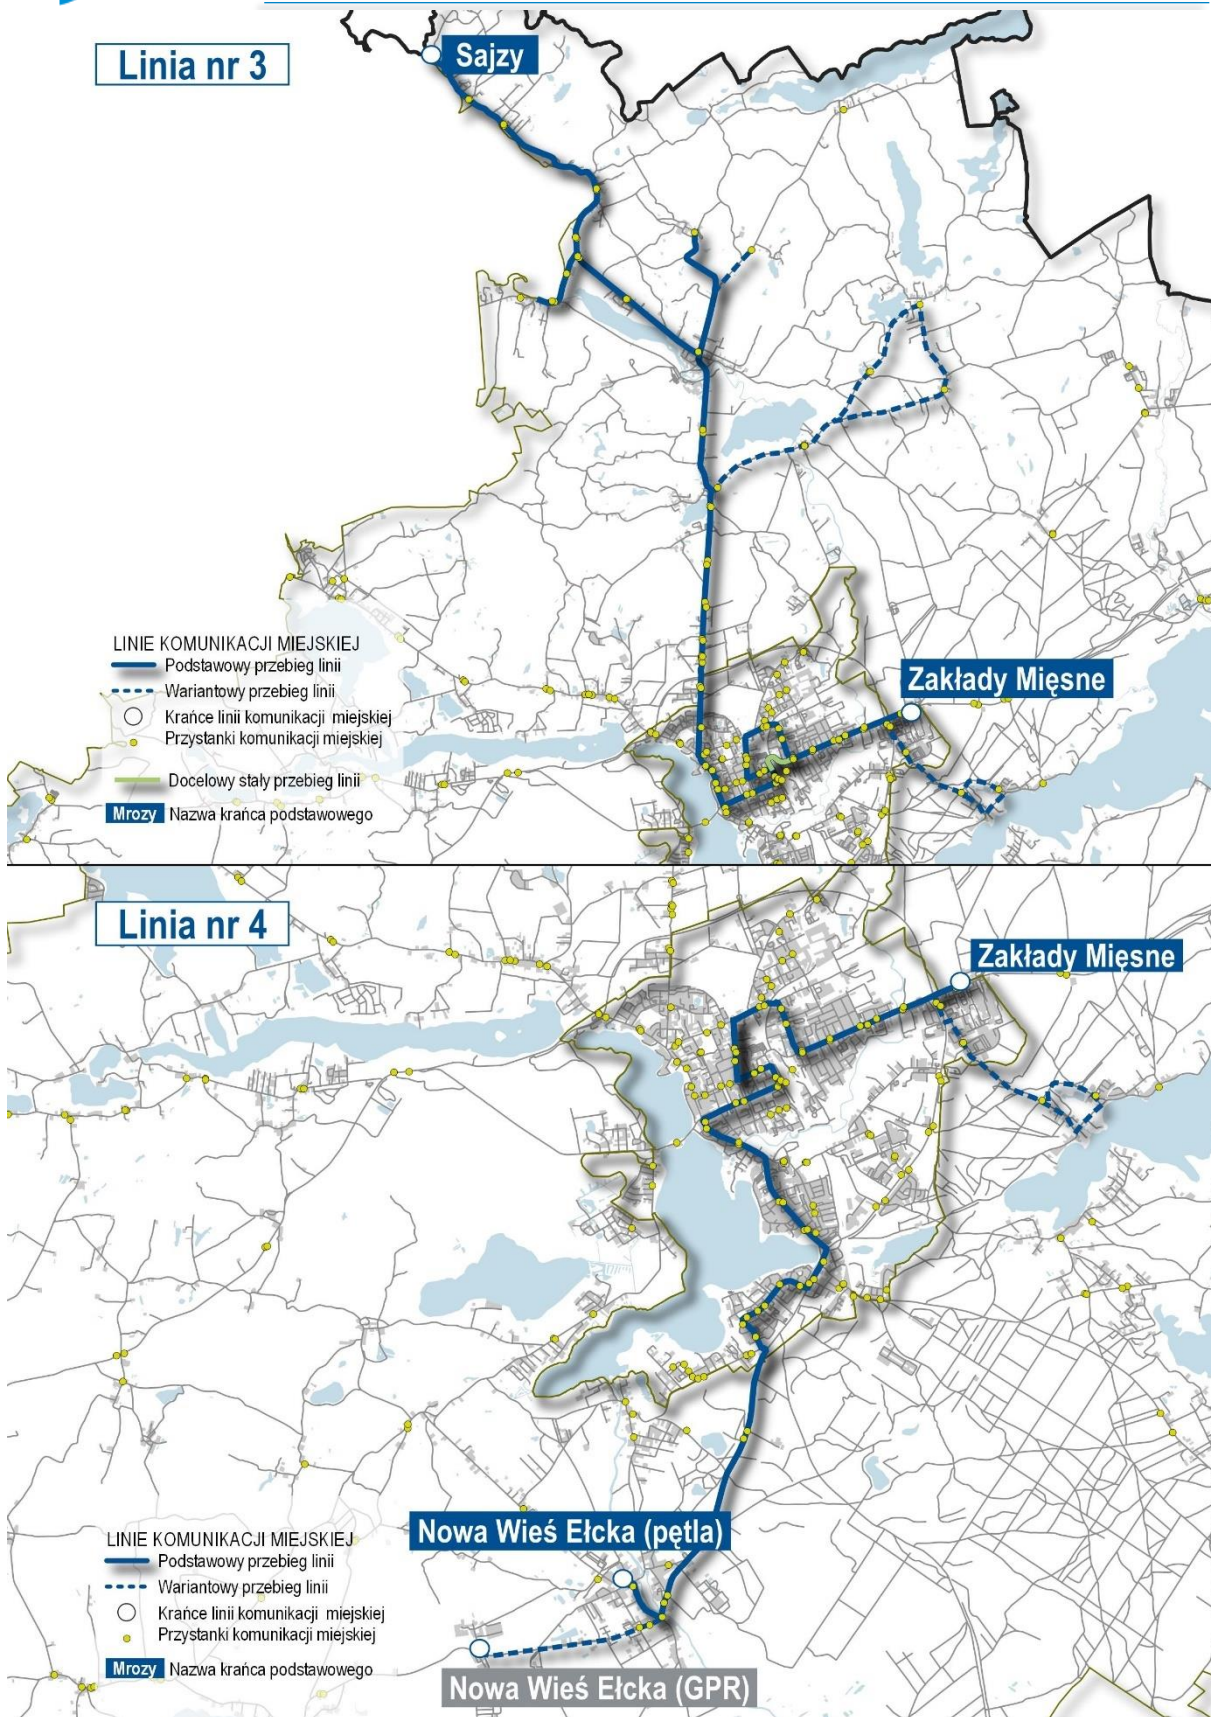 Linia nr 3
Sajzy
LINIE KOMUNIKACJI MIEJSKIEJ
Podstawowy przebieg linii
Wariantowy przebieg linii
Krańce linii komunikacji miejskiej
Przystanki komunikacji miejskiej
Docelowy stały przebieg linii
Mrozy Nazwa krańca podstawowego
Zakłady Mięsne
Linia nr 4
Zakłady Mięsne
Nowa Wieś Ełcka (pętla)
LINIE KOMUNIKACJI MIEJSKIEJ
Podstawowy przebieg linii
Wariantowy przebieg linii
Krańce linii komunikacji miejskiej
Przystanki komunikacji miejskiej
Mrozy Nazwa krańca podstawowego
Nowa Wieś Ełcka (GPR)